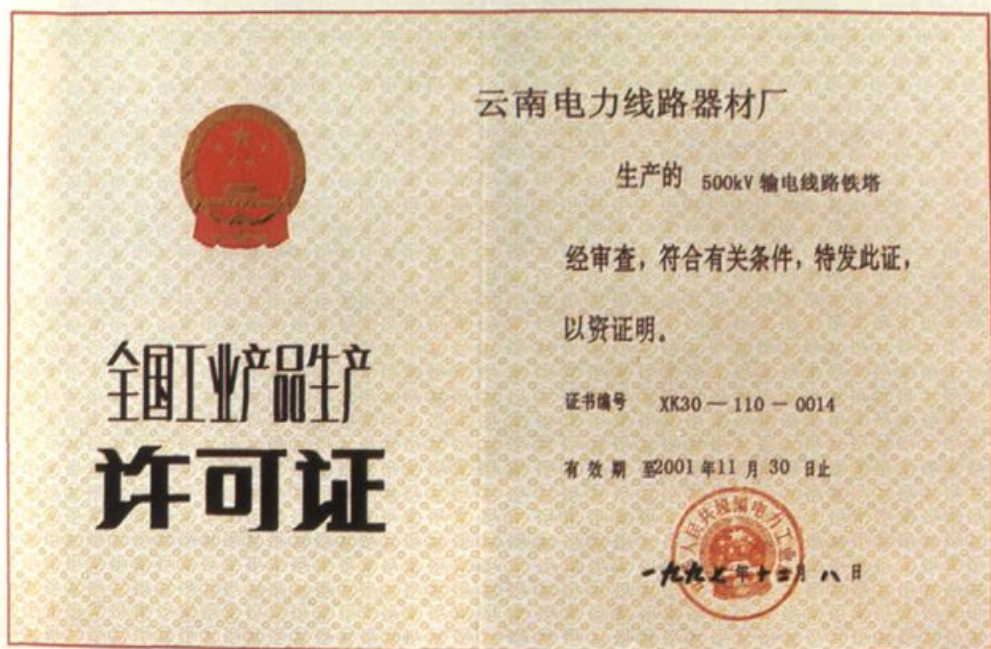 全国工业产品生产
许可证
云南电力线路器材厂
生产的 500kV 输电线路铁塔
经审查，符合有关条件，特发此证，
以资证明。
证书编号 XK30－110－0014
有效期至2001年11月30日止
一九九七年十二月八日